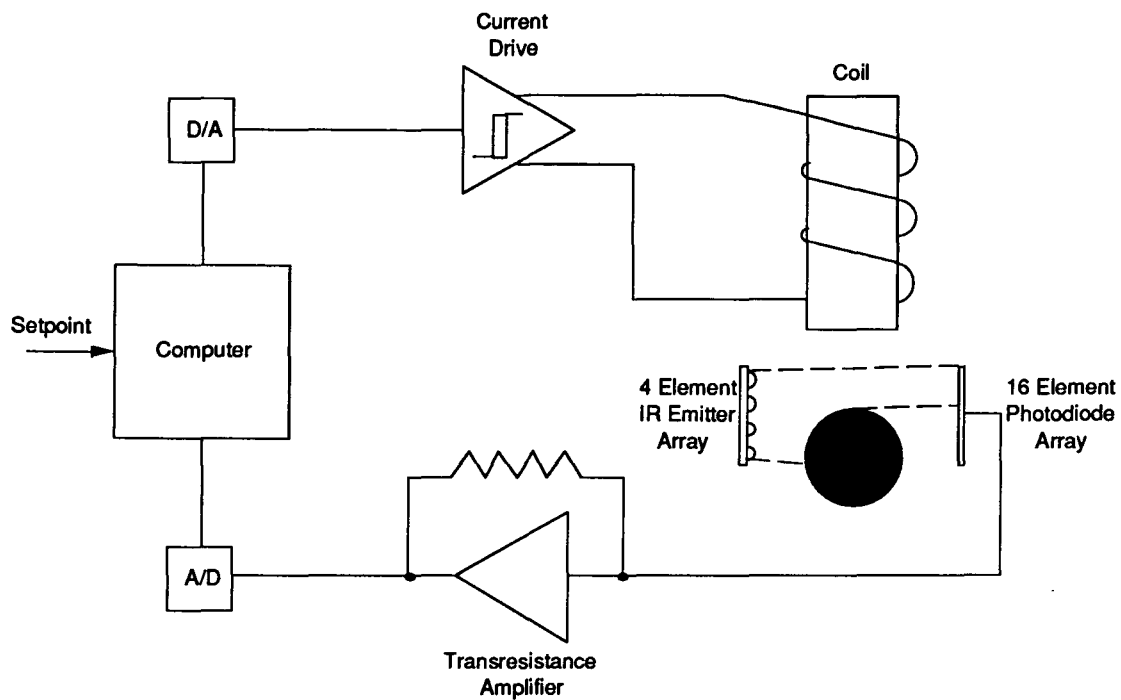 Current
Drive
Coil
D/A
Setpoint
Computer
4 Element
IR Emitter
Array
16 Element
Photodiode
Array
A/D
Transresistance
Amplifier